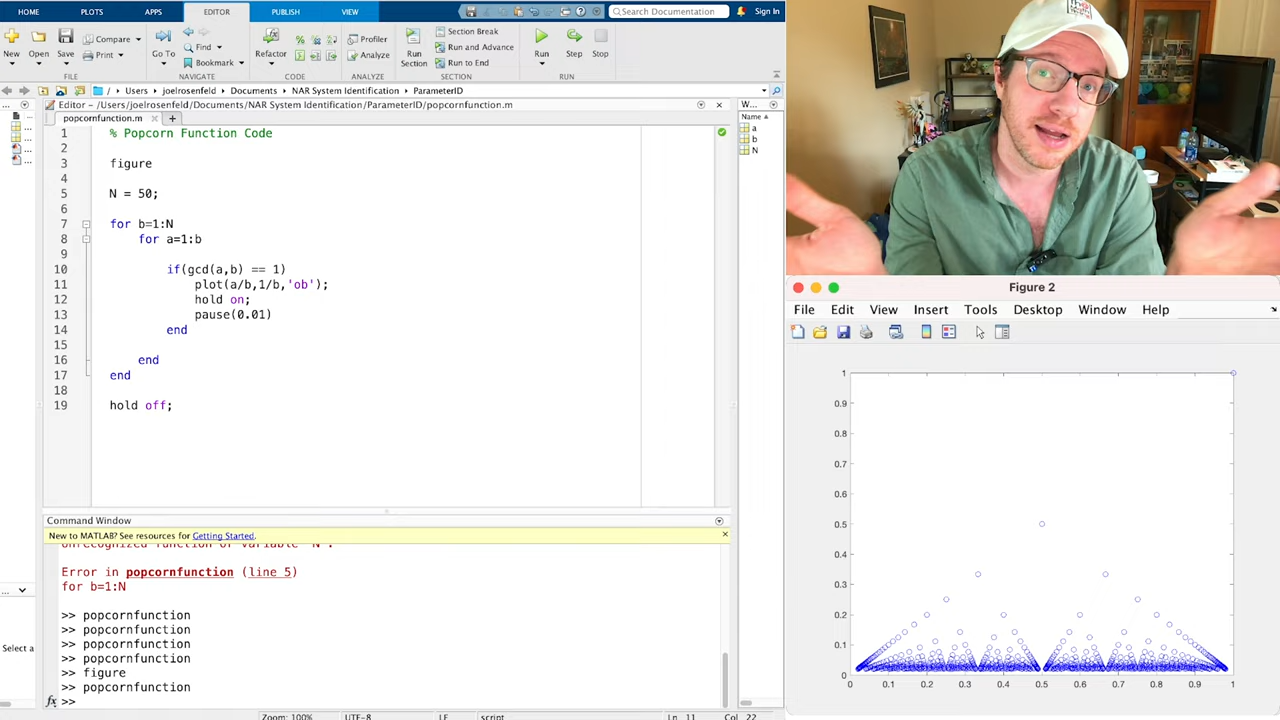 HOME PLOTS APPS EDITOR PUBLISH VIEW Search Documentation Sign In
New Open Save Compare Print Go To Find Bookmark Refactor Profiler Analyze Run Section Section Break Run and Advance Run to End Run Step Stop
FILE NAVIGATE CODE ANALYZE SECTION RUN
/ Users joelrosenfeld Documents NAR System Identification ParameterID
Editor - /Users/joelrosenfeld/Documents/NAR System Identification/ParameterID/popcornfunction.m
popcornfunction.m
1 % Popcorn Function Code
2
3 figure
4
5 N = 50;
6
7 for b=1:N
8 for a=1:b
9
10 if(gcd(a,b) == 1)
11 plot(a/b,1/b,'ob');
12 hold on;
13 pause(0.01)
14 end
15
16 end
17 end
18
19 hold off;
W...
Name
a
b
N
Command Window
New to MATLAB? See resources for Getting Started.
Error in popcornfunction (line 5)
for b=1:N
>> popcornfunction
>> popcornfunction
>> popcornfunction
>> popcornfunction
>> figure
>> popcornfunction
fx >>
Select a
Zoom: 100% UTF-8 LF script Ln 11 Col 22
Figure 2
File Edit View Insert Tools Desktop Window Help
1
0.9
0.8
0.7
0.6
0.5
0.4
0.3
0.2
0.1
0
0 0.1 0.2 0.3 0.4 0.5 0.6 0.7 0.8 0.9 1